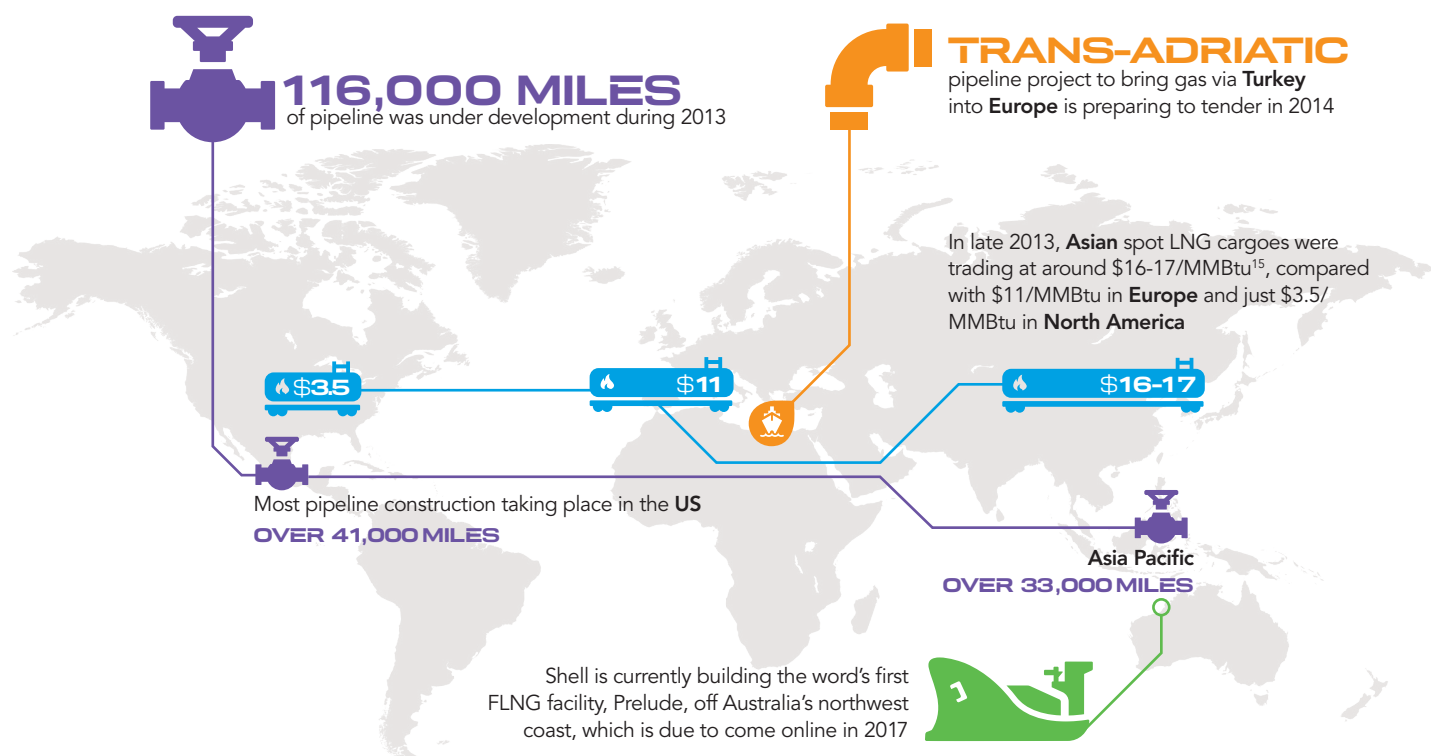 116,000 MILES
of pipeline was under development during 2013
TRANS-ADRIATIC
pipeline project to bring gas via Turkey
into Europe is preparing to tender in 2014
In late 2013, Asian spot LNG cargoes were
trading at around $16-17/MMBtu15, compared
with $11/MMBtu in Europe and just $3.5/
MMBtu in North America
$3.5
$11
$16-17
Most pipeline construction taking place in the US
OVER 41,000 MILES
Asia Pacific
OVER 33,000 MILES
Shell is currently building the word's first
FLNG facility, Prelude, off Australia's northwest
coast, which is due to come online in 2017